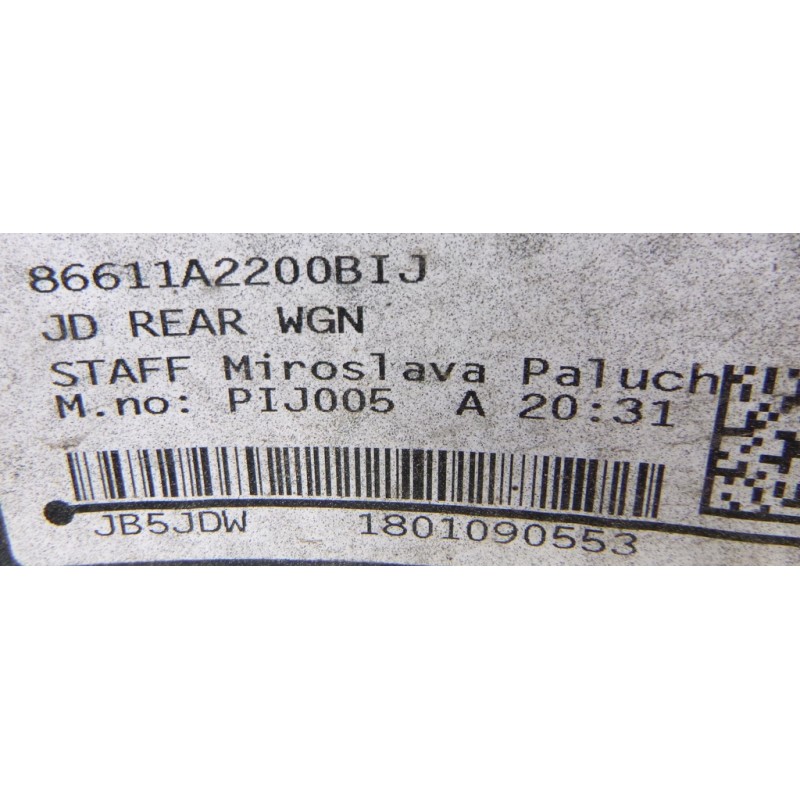 86611A2200BIJ
JD REAR WGN
STAFF Miroslava Paluch
M.no: PIJ005 A 20:31
JB5JDW 1801090553